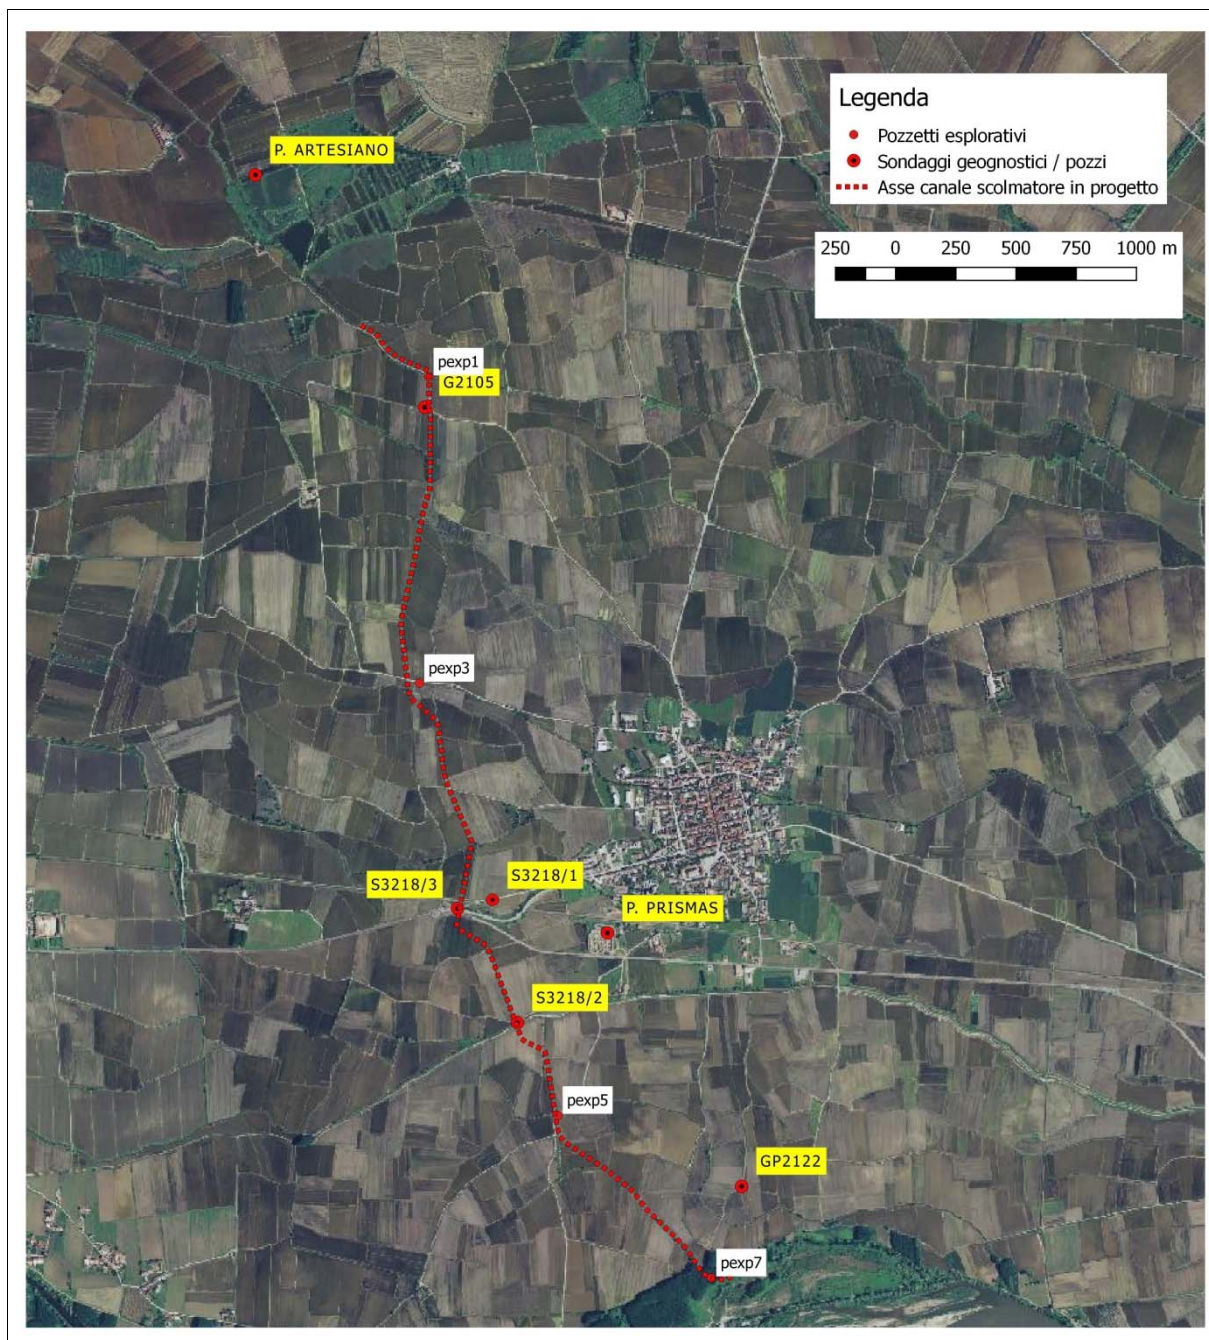 Legenda
Pozzetti esplorativi
Sondaggi geognostici / pozzi
Asse canale scolmatore in progetto
250 0 250 500 750 1000 m
P. ARTESIANO
pexp1
G2105
pexp3
S3218/3
S3218/1
P. PRISMAS
S3218/2
pexp5
GP2122
pexp7